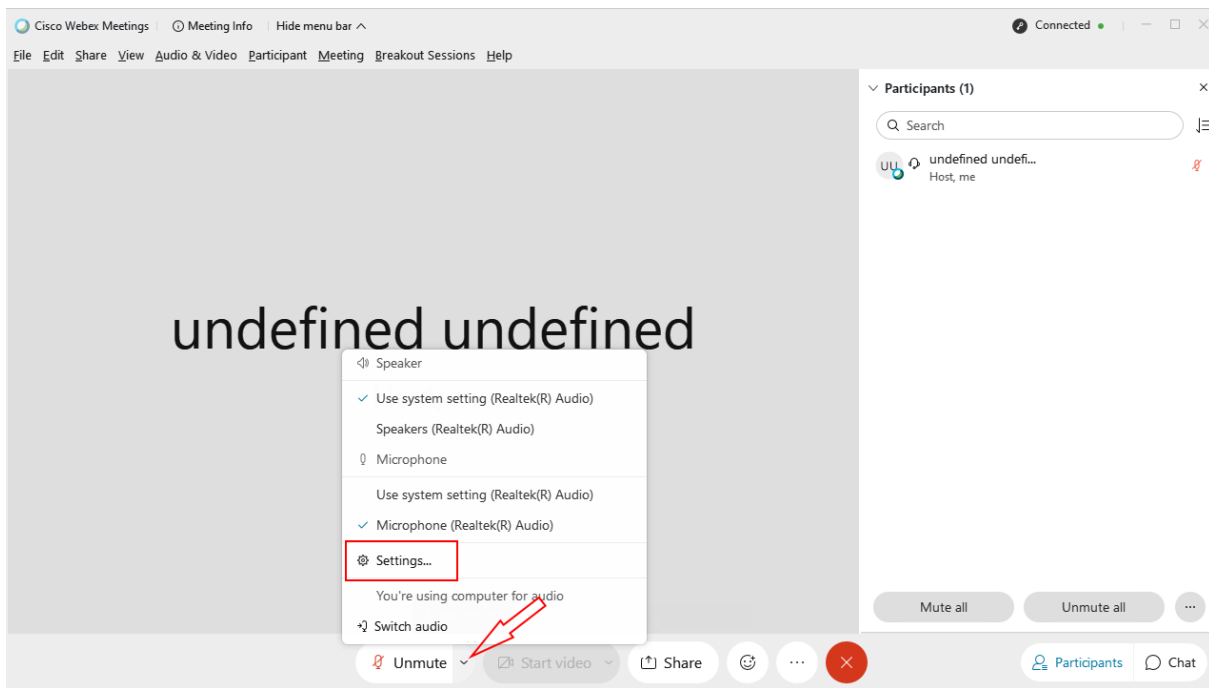 Cisco Webex Meetings Meeting Info Hide menu bar Connected
File Edit Share View Audio & Video Participant Meeting Breakout Sessions Help
Participants (1)
Search
UU undefined undefi...
Host, me
undefined undefined
Speaker
Use system setting (Realtek(R) Audio)
Speakers (Realtek(R) Audio)
Microphone
Use system setting (Realtek(R) Audio)
Microphone (Realtek(R) Audio)
Settings...
You're using computer for audio
Switch audio
Mute all Unmute all ...
Unmute Start video Share ... Participants Chat